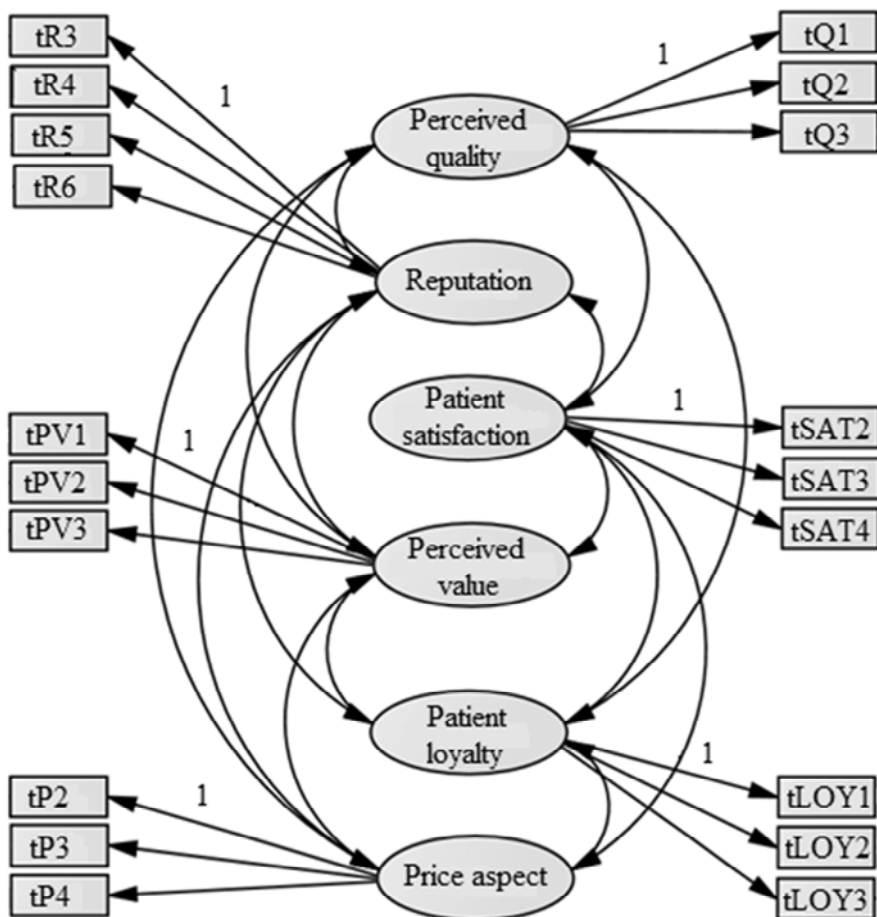 tR3
tR4
tR5
tR6
1
tQ1
tQ2
tQ3
1
Perceived
quality
Reputation
Patient
satisfaction
1
tSAT2
tSAT3
tSAT4
tPV1
tPV2
tPV3
1
Perceived
value
Patient
loyalty
1
tLOY1
tLOY2
tLOY3
tP2
tP3
tP4
1
Price aspect